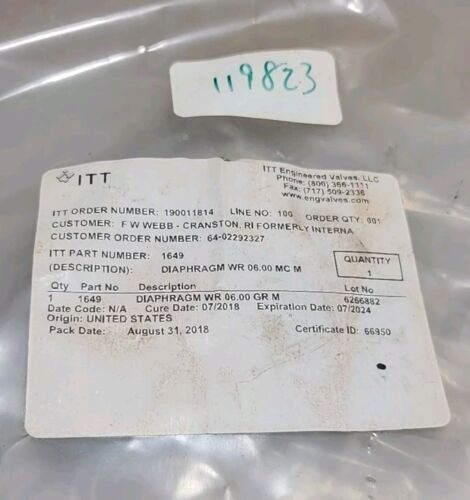 119823
ITT
ITT Engineered Valves, LLC
Phone: (800) 366-1111
Fax: (717) 509-2336
www.engvalves.com
ITT ORDER NUMBER: 190011814 LINE NO: 100 ORDER QTY: 001
CUSTOMER: F W WEBB - CRANSTON, RI FORMERLY INTERNA
CUSTOMER ORDER NUMBER: 64-02292327
ITT PART NUMBER: 1649
(DESCRIPTION): DIAPHRAGM WR 06.00 MC M
QUANTITY
1
Qty Part No Description Lot No
1 1649 DIAPHRAGM WR 06.00 GR M 6266882
Date Code: N/A Cure Date: 07/2018 Expiration Date: 07/2024
Origin: UNITED STATES
Pack Date: August 31, 2018 Certificate ID: 66950